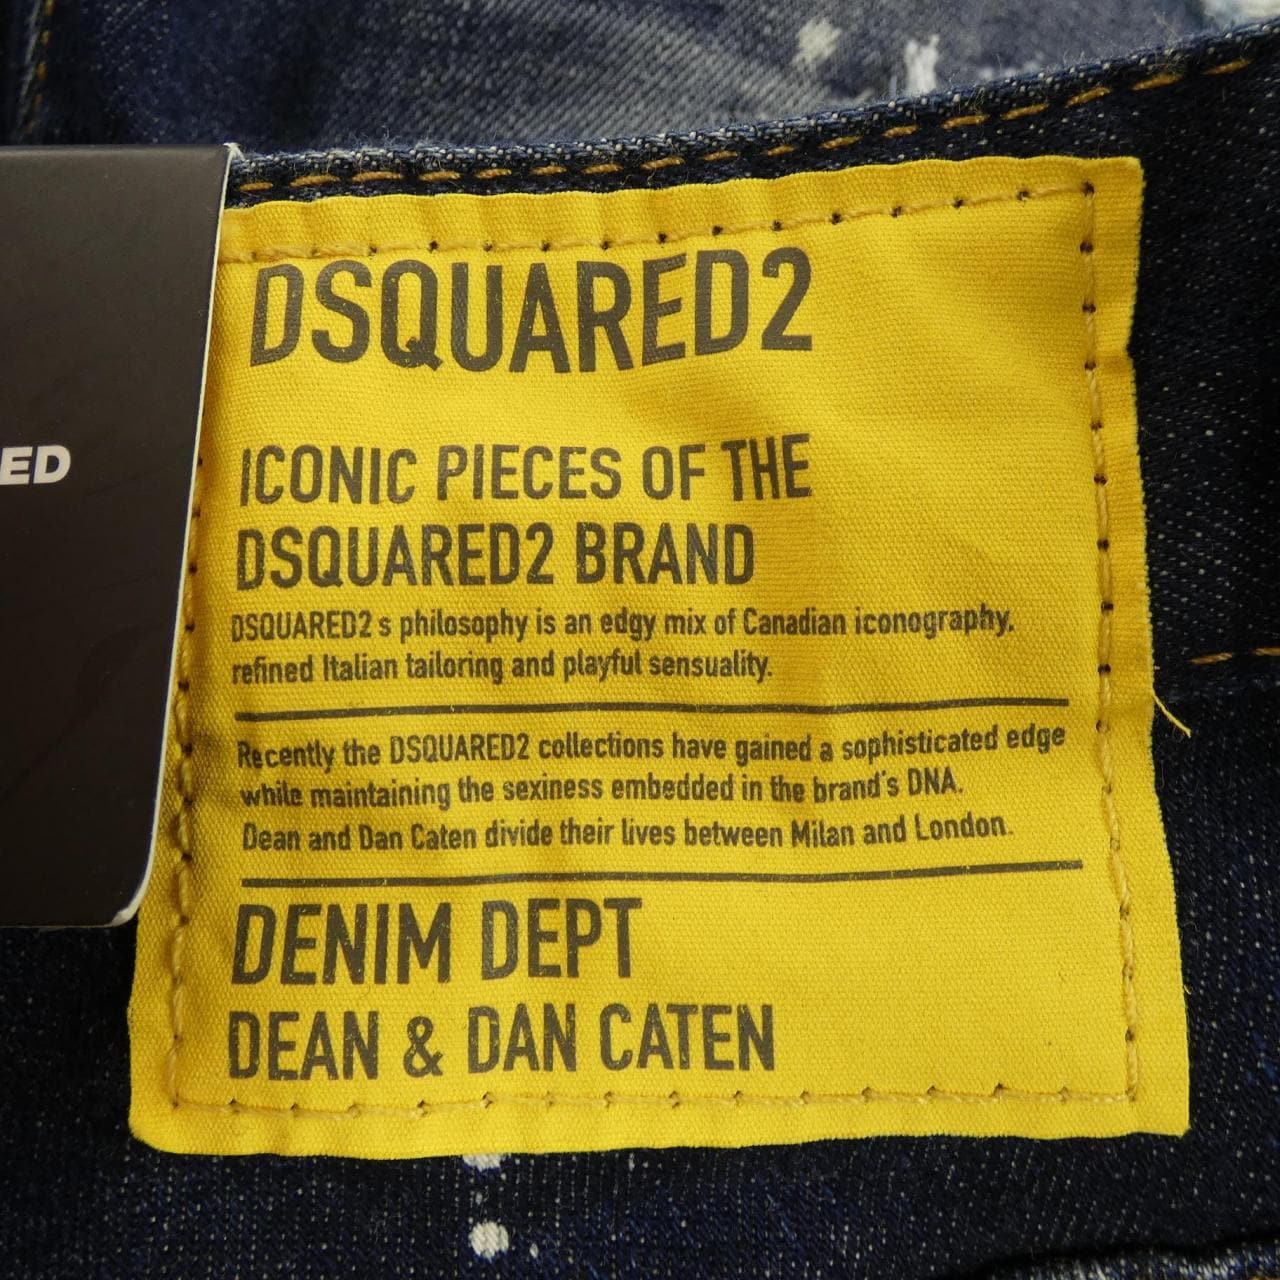 DSQUARED2
ED
ICONIC PIECES OF THE
DSQUARED2 BRAND
DSQUARED2 s philosophy is an edgy mix of Canadian iconography,
refined Italian tailoring and playful sensuality.
Recently the DSQUARED2 collections have gained a sophisticated edge
while maintaining the sexiness embedded in the brand's DNA.
Dean and Dan Caten divide their lives between Milan and London.
DENIM DEPT
DEAN & DAN CATEN